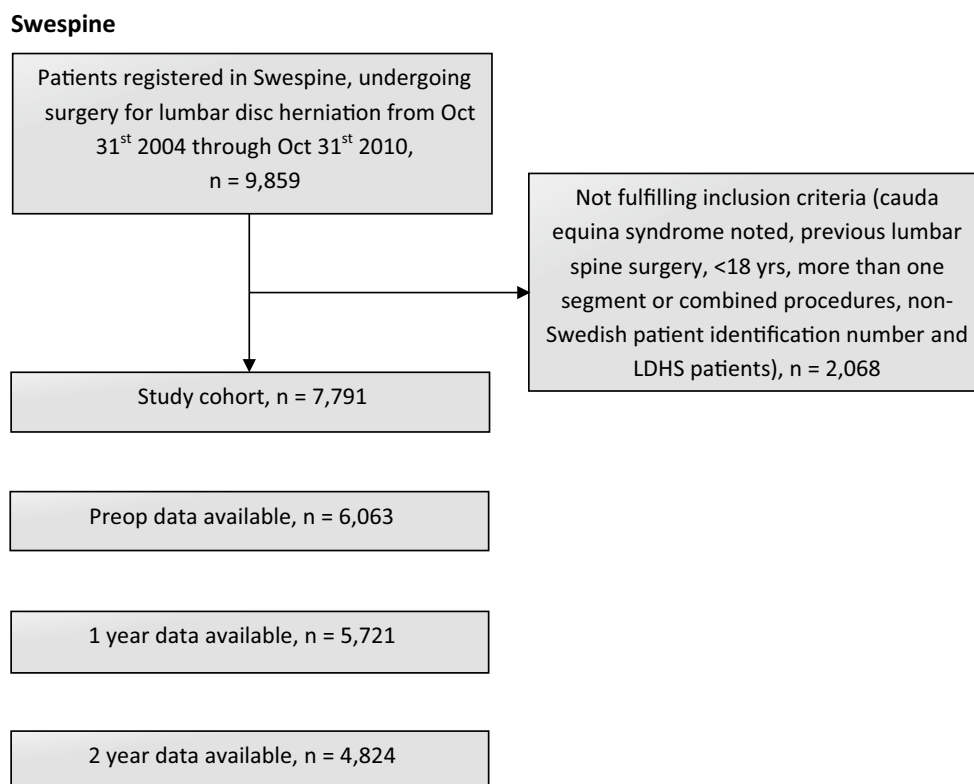 Swespine
Patients registered in Swespine, undergoing
surgery for lumbar disc herniation from Oct
31st 2004 through Oct 31st 2010,
n = 9,859
Not fulfilling inclusion criteria (cauda
equina syndrome noted, previous lumbar
spine surgery, <18 yrs, more than one
segment or combined procedures, non-
Swedish patient identification number and
LDHS patients), n = 2,068
Study cohort, n = 7,791
Preop data available, n = 6,063
1 year data available, n = 5,721
2 year data available, n = 4,824